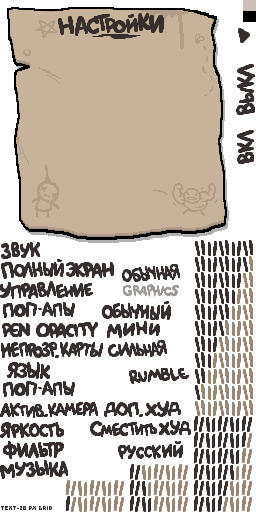 НАСТРОЙКИ
ВКЛ ВЫКЛ
ЗВУК
ПОЛНЫЙ ЭКРАН ОБЫЧНАЯ
УПРАВЛЕНИЕ GRAPHICS
ПОП-АПЫ ОБЫЧНЫЙ
PEN OPACITY МИНИ
НЕПРОЗР. КАРТЫ СИЛЬНАЯ
ЯЗЫК RUMBLE
ПОП-АПЫ
АКТИВ. КАМЕРА ДОП. ХУД
ЯРКОСТЬ СМЕСТИТЬ ХУД
ФИЛЬТР РУССКИЙ
МУЗЫКА
TEXT-20 PX GRID